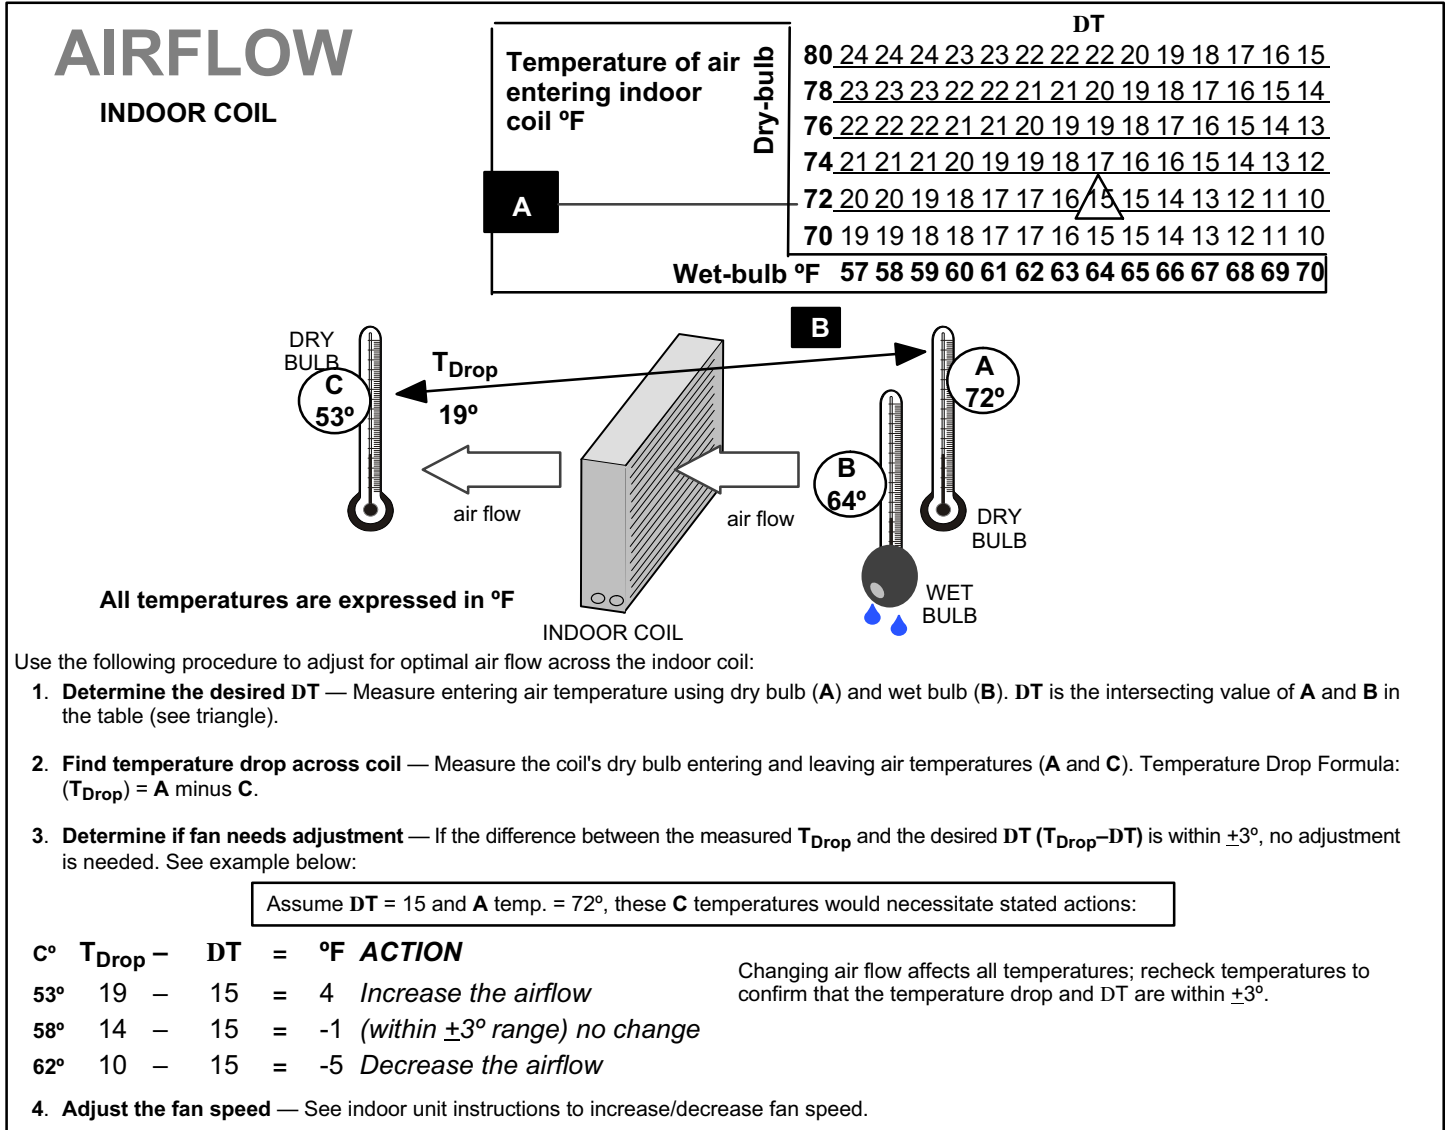 AIRFLOW
INDOOR COIL
Temperature of air
entering indoor
coil ºF
Dry-bulb
DT
80 24 24 24 23 23 22 22 22 20 19 18 17 16 15
78 23 23 23 22 22 21 21 20 19 18 17 16 15 14
76 22 22 22 21 21 20 19 19 18 17 16 15 14 13
74 21 21 21 20 19 19 18 17 16 16 15 14 13 12
72 20 20 19 18 17 17 16 15 15 14 13 12 11 10
70 19 19 18 18 17 17 16 15 15 14 13 12 11 10
Wet-bulb ºF 57 58 59 60 61 62 63 64 65 66 67 68 69 70
A
B
DRY
BULB
C
53º
TDrop
19º
air flow
air flow
A
72º
B
64º
DRY
BULB
WET
BULB
All temperatures are expressed in ºF
INDOOR COIL
Use the following procedure to adjust for optimal air flow across the indoor coil:
1. Determine the desired DT — Measure entering air temperature using dry bulb (A) and wet bulb (B). DT is the intersecting value of A and B in
the table (see triangle).
2. Find temperature drop across coil — Measure the coil's dry bulb entering and leaving air temperatures (A and C). Temperature Drop Formula:
(TDrop) = A minus C.
3. Determine if fan needs adjustment — If the difference between the measured TDrop and the desired DT (TDrop–DT) is within ±3º, no adjustment
is needed. See example below:
Assume DT = 15 and A temp. = 72º, these C temperatures would necessitate stated actions:
Cº TDrop – DT = ºF ACTION
53º 19 – 15 = 4 Increase the airflow
58º 14 – 15 = -1 (within ±3º range) no change
62º 10 – 15 = -5 Decrease the airflow
Changing air flow affects all temperatures; recheck temperatures to
confirm that the temperature drop and DT are within ±3º.
4. Adjust the fan speed — See indoor unit instructions to increase/decrease fan speed.